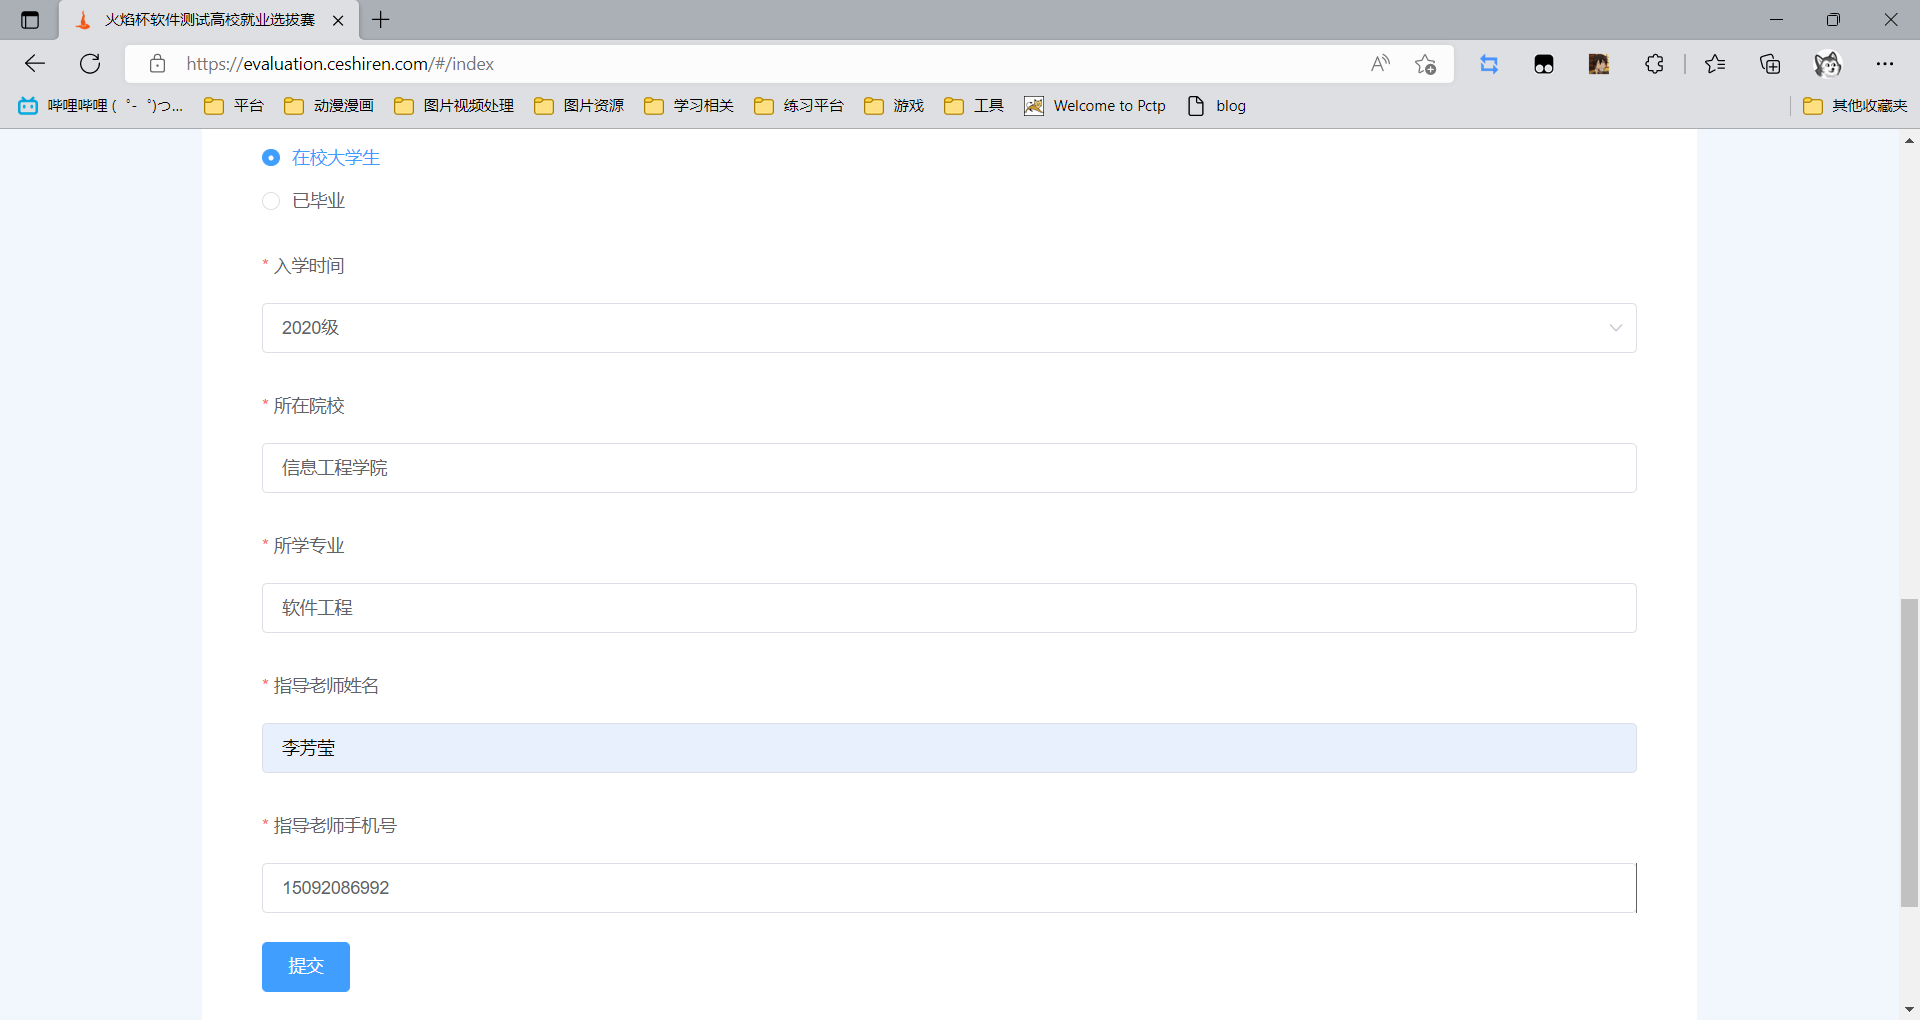 火焰杯软件测试高校就业选拔赛
https://evaluation.ceshiren.com/#/index
哔哩哔哩 ( ゜- ゜)つ... 平台 动漫漫画 图片视频处理 图片资源 学习相关 练习平台 游戏 工具 Welcome to Pctp blog 其他收藏夹
在校大学生
已毕业
* 入学时间
2020级
* 所在院校
信息工程学院
* 所学专业
软件工程
* 指导老师姓名
李芳莹
* 指导老师手机号
15092086992
提交